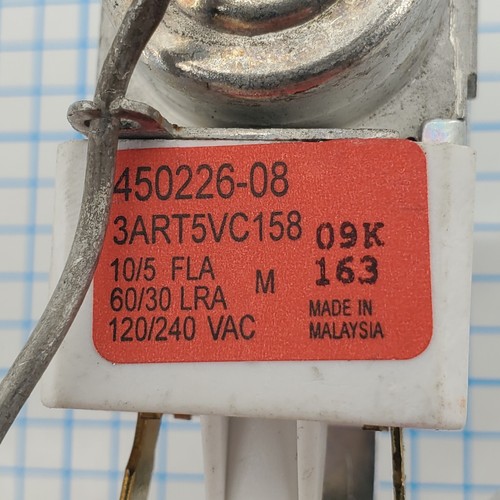 450226-08
3ART5VC158
10/5 FLA
60/30 LRA M
120/240 VAC
09K
163
MADE IN
MALAYSIA